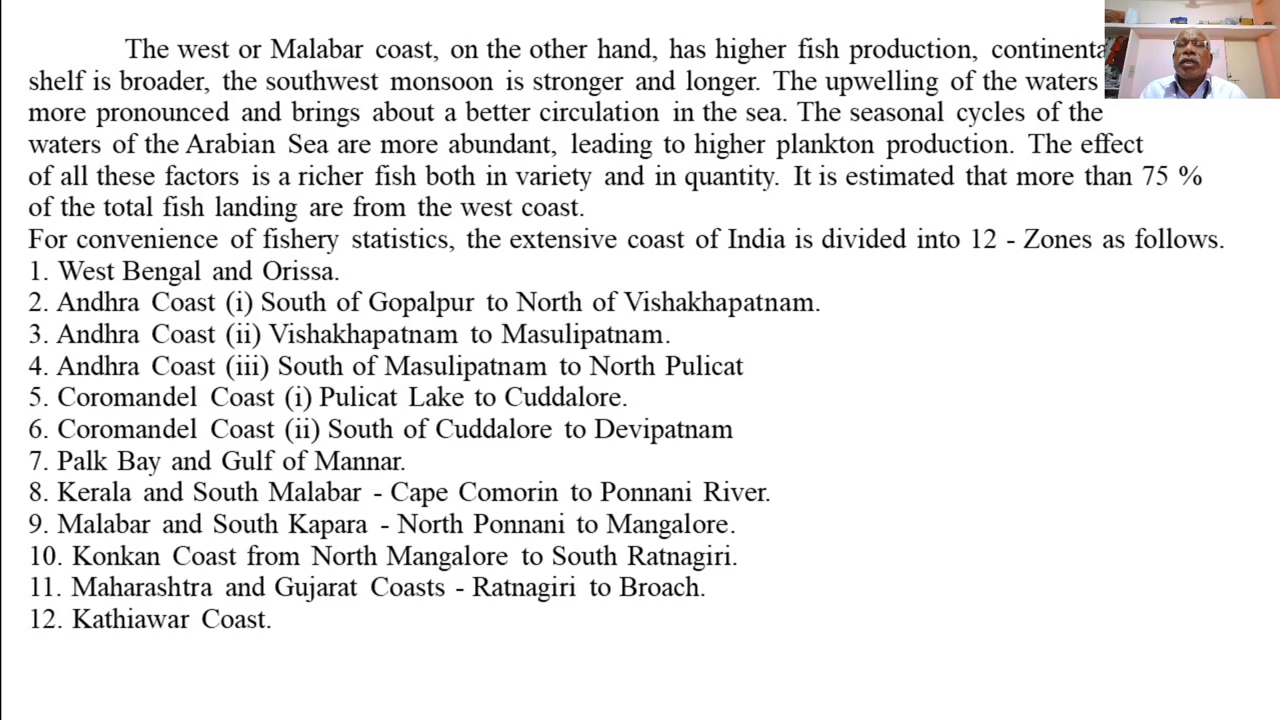 The west or Malabar coast, on the other hand, has higher fish production,
shelf is broader, the southwest monsoon is stronger and longer. The upwelling of the waters
more pronounced and brings about a better circulation in the sea. The seasonal cycles of the
waters of the Arabian Sea are more abundant, leading to higher plankton production. The effect
of all these factors is a richer fish both in variety and in quantity. It is estimated that more than 75 %
of the total fish landing are from the west coast.
For convenience of fishery statistics, the extensive coast of India is divided into 12 - Zones as follows.
1. West Bengal and Orissa.
2. Andhra Coast (i) South of Gopalpur to North of Vishakhapatnam.
3. Andhra Coast (ii) Vishakhapatnam to Masulipatnam.
4. Andhra Coast (iii) South of Masulipatnam to North Pulicat
5. Coromandel Coast (i) Pulicat Lake to Cuddalore.
6. Coromandel Coast (ii) South of Cuddalore to Devipatnam
7. Palk Bay and Gulf of Mannar.
8. Kerala and South Malabar - Cape Comorin to Ponnani River.
9. Malabar and South Kapara - North Ponnani to Mangalore.
10. Konkan Coast from North Mangalore to South Ratnagiri.
11. Maharashtra and Gujarat Coasts - Ratnagiri to Broach.
12. Kathiawar Coast.